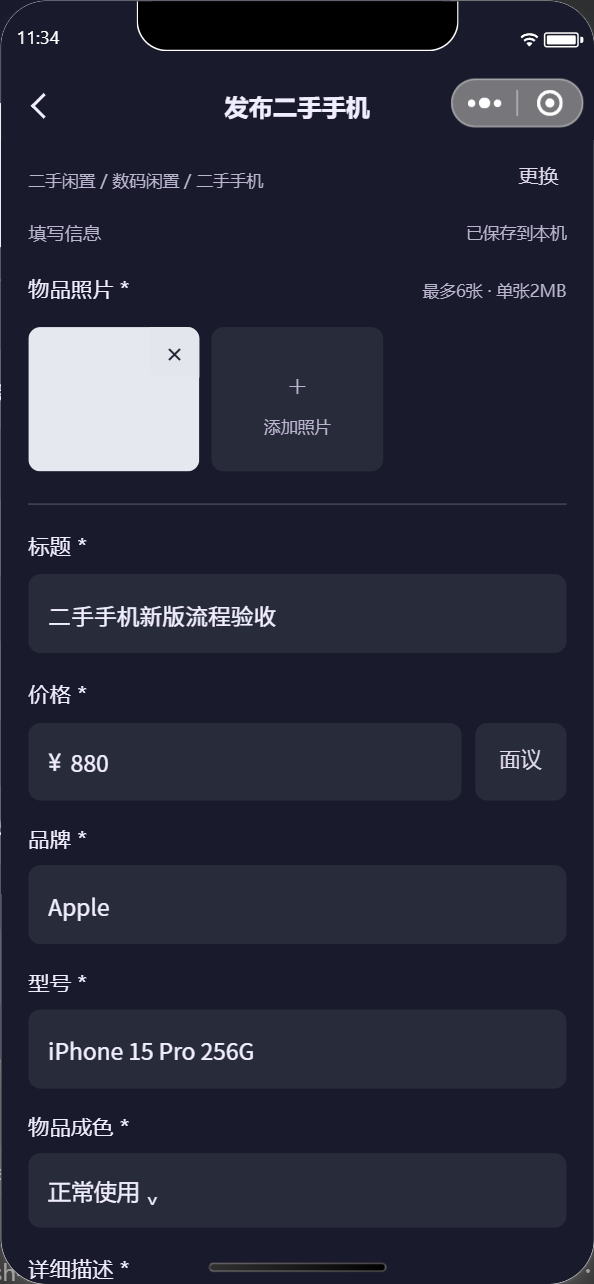 11:34
发布二手手机
二手闲置 / 数码闲置 / 二手手机
更换
填写信息
已保存到本机
物品照片 *
最多6张 · 单张2MB
×
+
添加照片
标题 *
二手手机新版流程验收
价格 *
¥ 880
面议
品牌 *
Apple
型号 *
iPhone 15 Pro 256G
物品成色 *
正常使用
详细描述 *